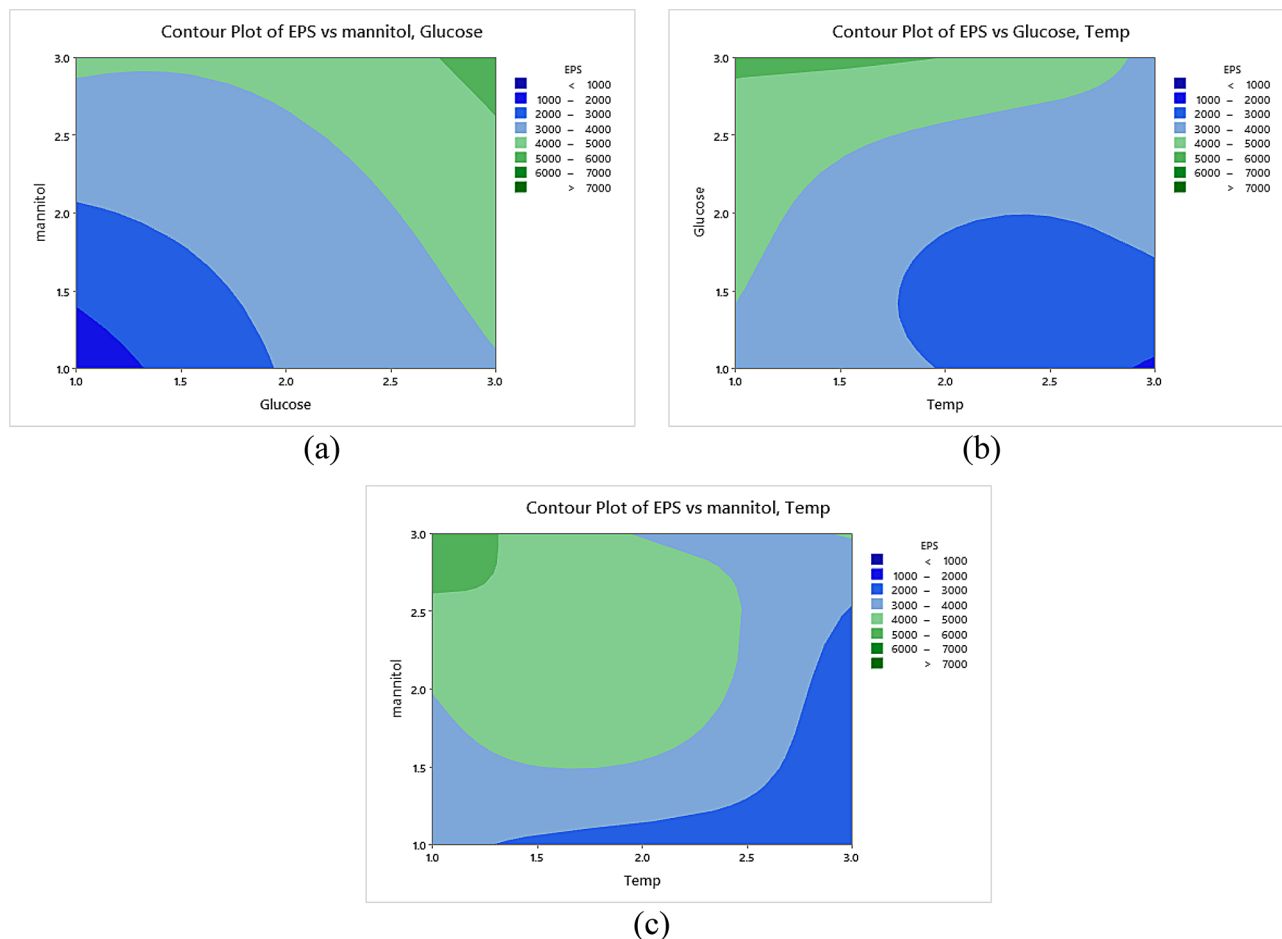 Contour Plot of EPS vs mannitol, Glucose
EPS
< 1000
1000 – 2000
2000 – 3000
3000 – 4000
4000 – 5000
5000 – 6000
6000 – 7000
> 7000
3.0
2.5
2.0
1.5
1.0
mannitol
1.0 1.5 2.0 2.5 3.0
Glucose
(a)
Contour Plot of EPS vs Glucose, Temp
EPS
< 1000
1000 – 2000
2000 – 3000
3000 – 4000
4000 – 5000
5000 – 6000
6000 – 7000
> 7000
3.0
2.5
2.0
1.5
1.0
Glucose
1.0 1.5 2.0 2.5 3.0
Temp
(b)
Contour Plot of EPS vs mannitol, Temp
EPS
< 1000
1000 – 2000
2000 – 3000
3000 – 4000
4000 – 5000
5000 – 6000
6000 – 7000
> 7000
3.0
2.5
2.0
1.5
1.0
mannitol
1.0 1.5 2.0 2.5 3.0
Temp
(c)